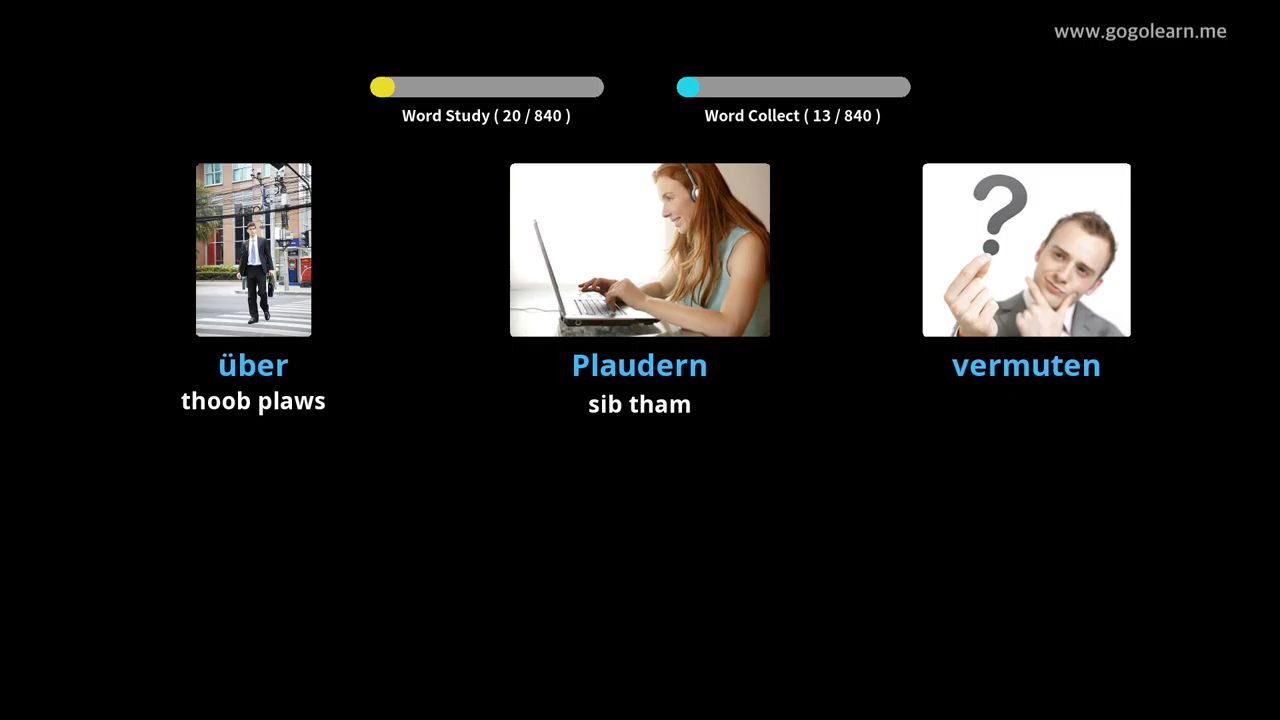 www.gogolearn.me
Word Study ( 20 / 840 )
Word Collect ( 13 / 840 )
über
Plaudern
vermuten
thoob plaws
sib tham